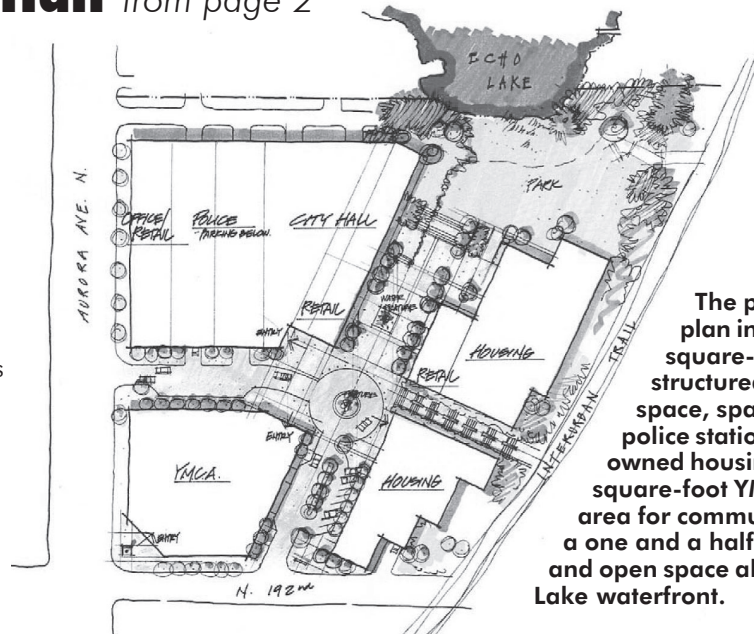 from page 2
ECHO
LAKE
PARK
AURORA AVE. N.
OFFICE/
RETAIL
POLICE
PARKING BELOW
CITY HALL
RETAIL
WATER
FEATURE
ENTRY
HOUSING
RETAIL
ENTRY
Y.M.C.A.
HOUSING
ENTRY
INTERURBAN TRAIL
N. 192nd
s
The p
plan in
square-
structured
space, spa
police statio
owned housi
square-foot YM
area for commu
a one and a half
and open space al
Lake waterfront.